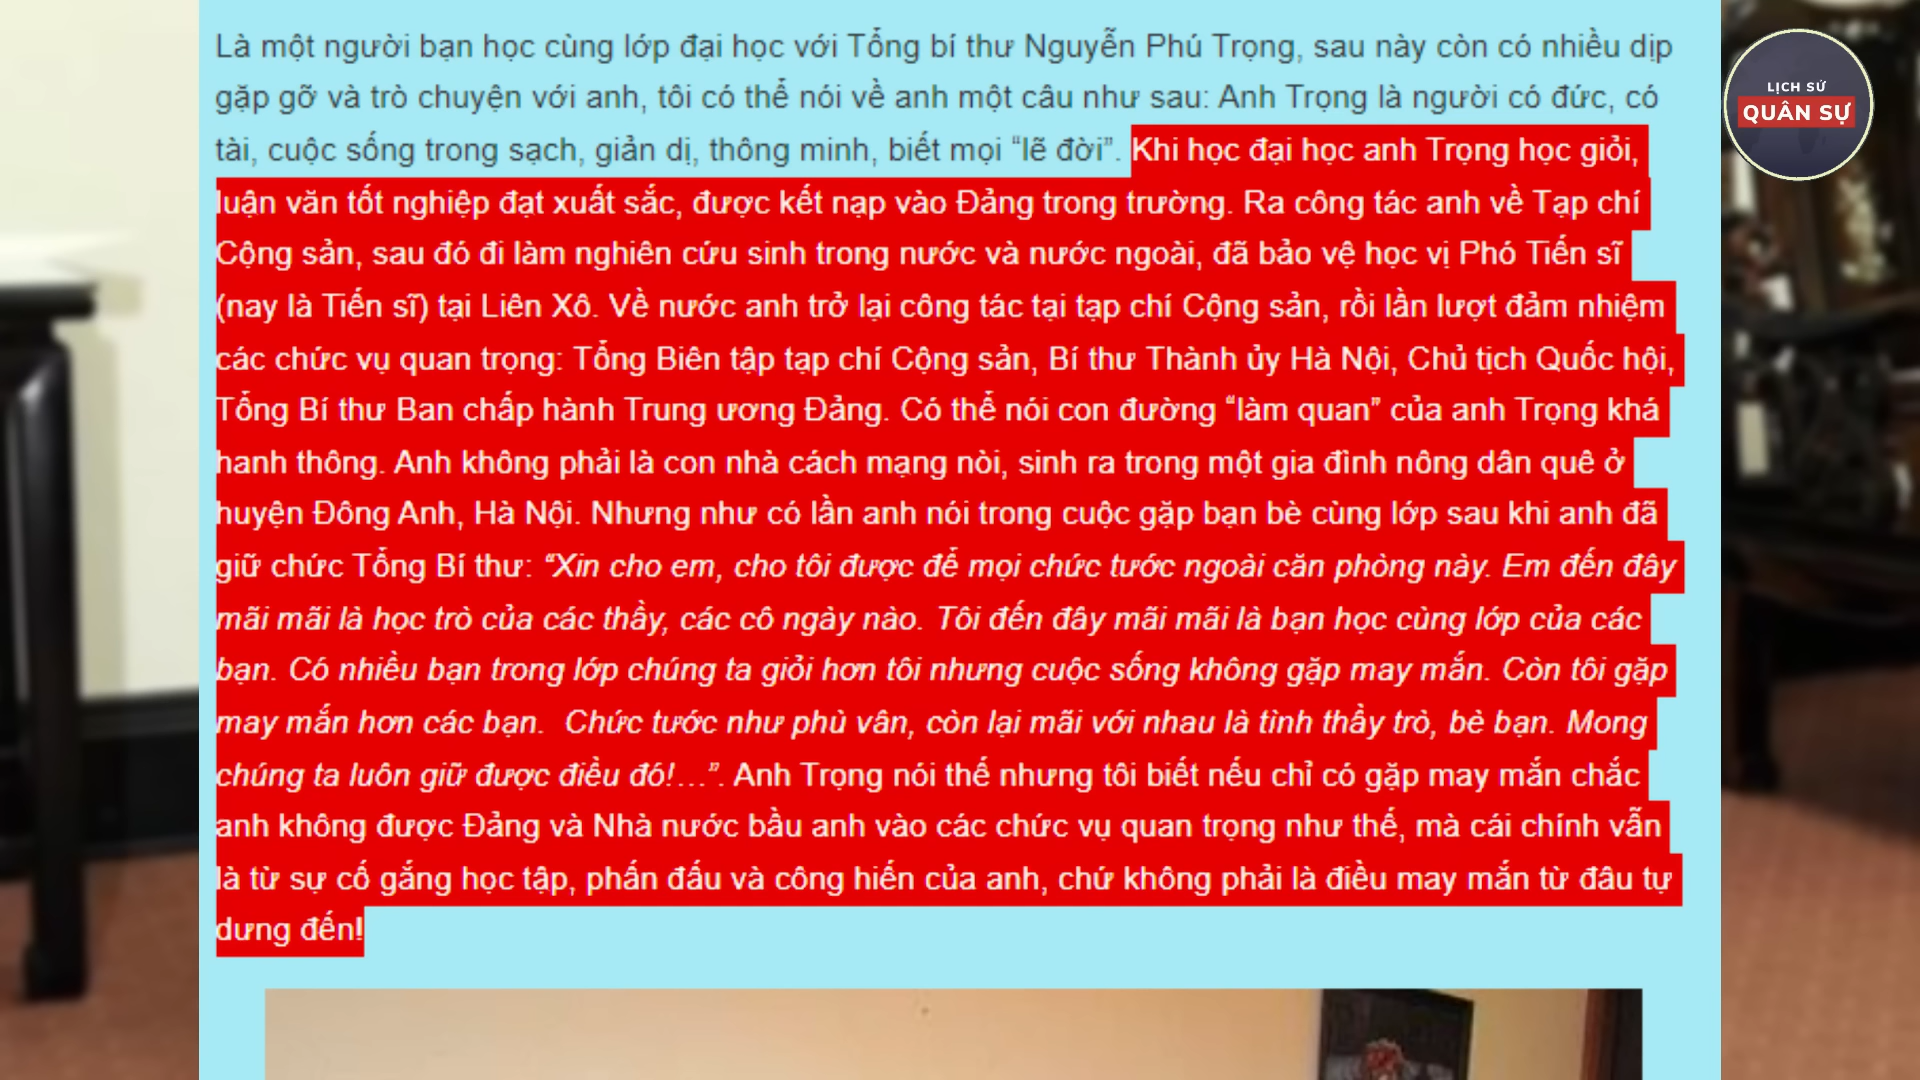 Là một người bạn học cùng lớp đại học với Tổng bí thư Nguyễn Phú Trọng, sau này còn có nhiều dịp
gặp gỡ và trò chuyện với anh, tôi có thể nói về anh một câu như sau: Anh Trọng là người có đức, có
tài, cuộc sống trong sạch, giản dị, thông minh, biết mọi “lẽ đời”. Khi học đại học anh Trọng học giỏi,
luận văn tốt nghiệp đạt xuất sắc, được kết nạp vào Đảng trong trường. Ra công tác anh về Tạp chí
Cộng sản, sau đó đi làm nghiên cứu sinh trong nước và nước ngoài, đã bảo vệ học vị Phó Tiến sĩ
(nay là Tiến sĩ) tại Liên Xô. Về nước anh trở lại công tác tại tạp chí Cộng sản, rồi lần lượt đảm nhiệm
các chức vụ quan trọng: Tổng Biên tập tạp chí Cộng sản, Bí thư Thành ủy Hà Nội, Chủ tịch Quốc hội,
Tổng Bí thư Ban chấp hành Trung ương Đảng. Có thể nói con đường “làm quan” của anh Trọng khá
hanh thông. Anh không phải là con nhà cách mạng nòi, sinh ra trong một gia đình nông dân quê ở
huyện Đông Anh, Hà Nội. Nhưng như có lần anh nói trong cuộc gặp bạn bè cùng lớp sau khi anh đã
giữ chức Tổng Bí thư: “Xin cho em, cho tôi được để mọi chức tước ngoài căn phòng này. Em đến đây
mãi mãi là học trò của các thầy, các cô ngày nào. Tôi đến đây mãi mãi là bạn học cùng lớp của các
bạn. Có nhiều bạn trong lớp chúng ta giỏi hơn tôi nhưng cuộc sống không gặp may mắn. Còn tôi gặp
may mắn hơn các bạn. Chức tước như phù vân, còn lại mãi với nhau là tình thầy trò, bè bạn. Mong
chúng ta luôn giữ được điều đó!…”. Anh Trọng nói thế nhưng tôi biết nếu chỉ có gặp may mắn chắc
anh không được Đảng và Nhà nước bầu anh vào các chức vụ quan trọng như thế, mà cái chính vẫn
là từ sự cố gắng học tập, phấn đấu và cống hiến của anh, chứ không phải là điều may mắn từ đâu tự
dưng đến!
LỊCH SỬ
QUÂN SỰ